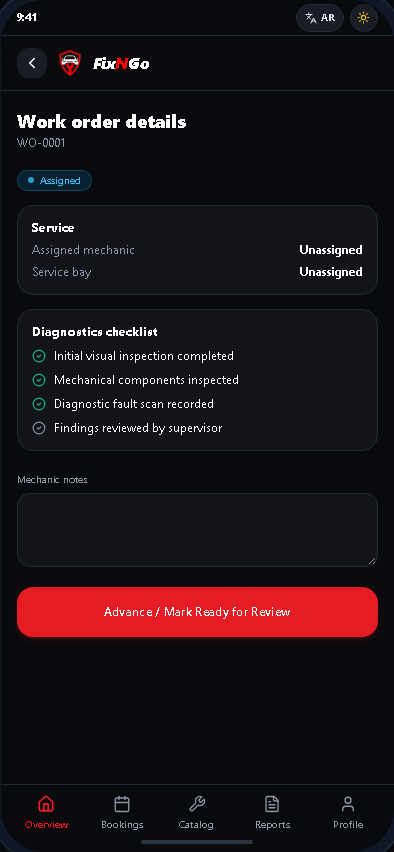 9:41
AR
FixNGo
Work order details
WO-0001
Assigned
Service
Assigned mechanic Unassigned
Service bay Unassigned
Diagnostics checklist
Initial visual inspection completed
Mechanical components inspected
Diagnostic fault scan recorded
Findings reviewed by supervisor
Mechanic notes
Advance / Mark Ready for Review
Overview Bookings Catalog Reports Profile